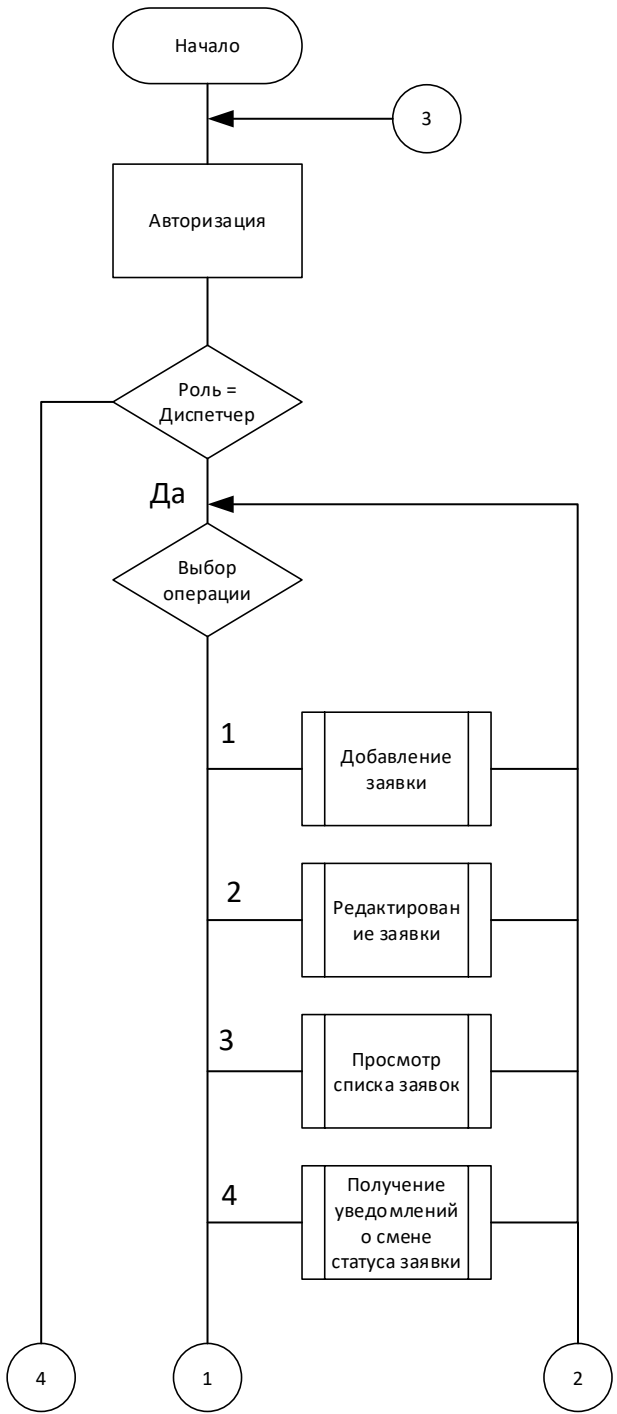 Начало
3
Авторизация
Роль =
Диспетчер
Да
Выбор
операции
1
Добавление
заявки
2
Редактирован
ие заявки
3
Просмотр
списка заявок
4
Получение
уведомлений
о смене
статуса заявки
4
1
2